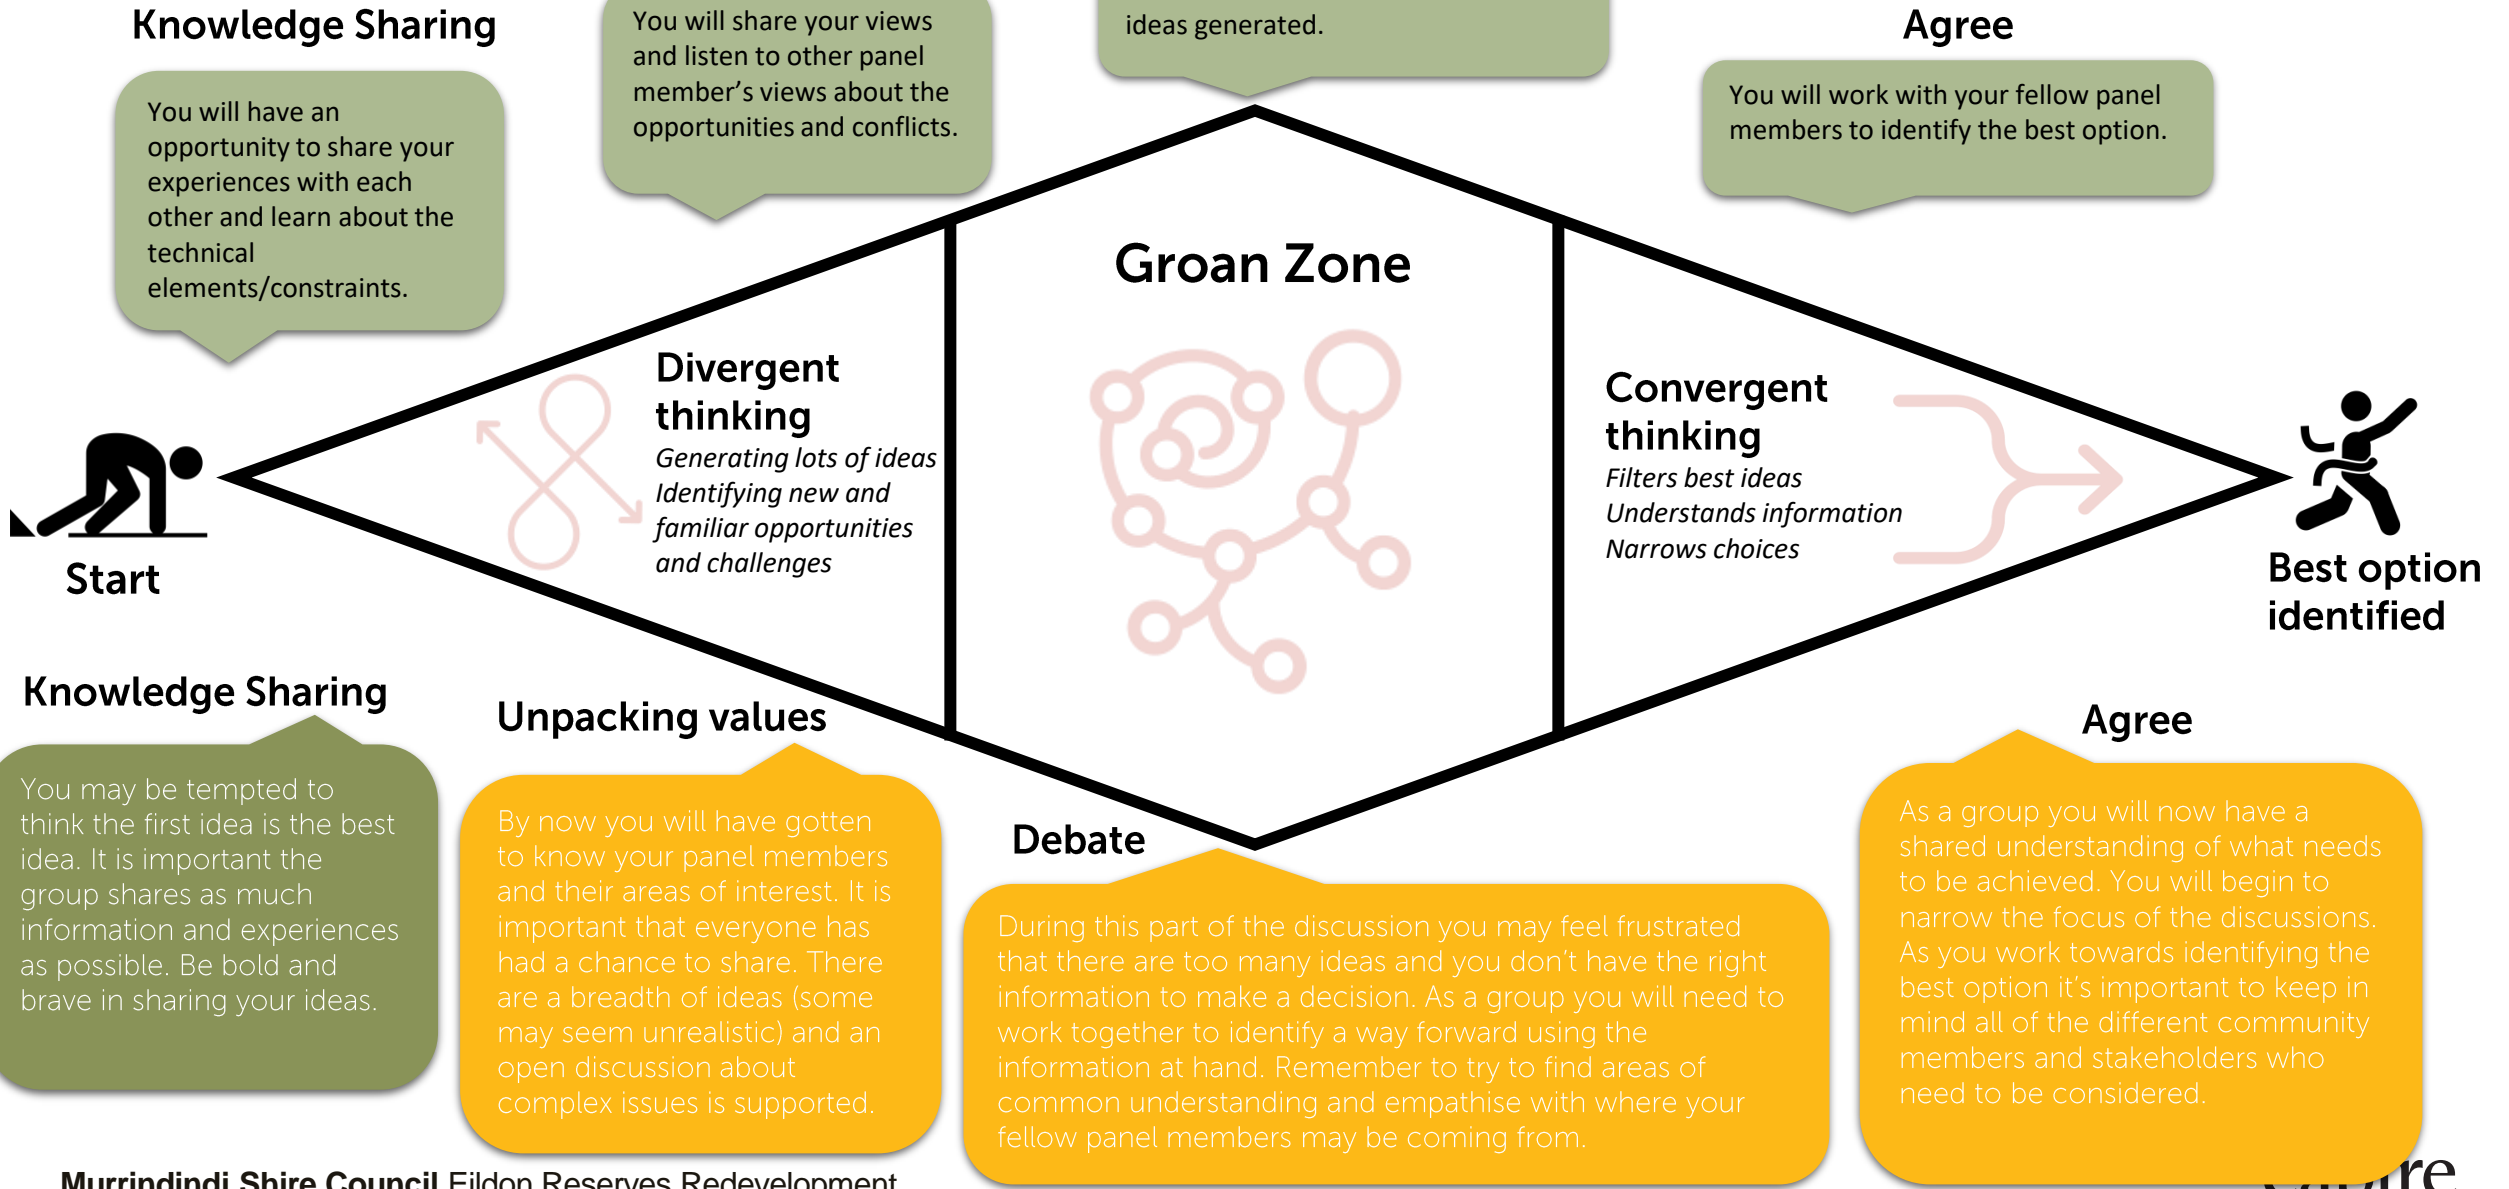 Knowledge Sharing
You will have an
opportunity to share your
experiences with each
other and learn about the
technical
elements/constraints.
You will share your views
and listen to other panel
member's views about the
opportunities and conflicts.
ideas generated.
Agree
You will work with your fellow panel
members to identify the best option.
Start
Divergent
thinking
Generating lots of ideas
Identifying new and
familiar opportunities
and challenges
Groan Zone
Convergent
thinking
Filters best ideas
Understands information
Narrows choices
Best option
identified
Knowledge Sharing
You may be tempted to
think the first idea is the best
idea. It is important the
group shares as much
information and experiences
as possible. Be bold and
brave in sharing your ideas.
Unpacking values
By now you will have gotten
to know your panel members
and their areas of interest. It is
important that everyone has
had a chance to share. There
are a breadth of ideas (some
may seem unrealistic) and an
open discussion about
complex issues is supported.
Debate
During this part of the discussion you may feel frustrated
that there are too many ideas and you don't have the right
information to make a decision. As a group you will need to
work together to identify a way forward using the
information at hand. Remember to try to find areas of
common understanding and empathise with where your
fellow panel members may be coming from.
Agree
As a group you will now have a
shared understanding of what needs
to be achieved. You will begin to
narrow the focus of the discussions.
As you work towards identifying the
best option it's important to keep in
mind all of the different community
members and stakeholders who
need to be considered.
Murrindindi Shire Council Eildon Reserves Redevelopment